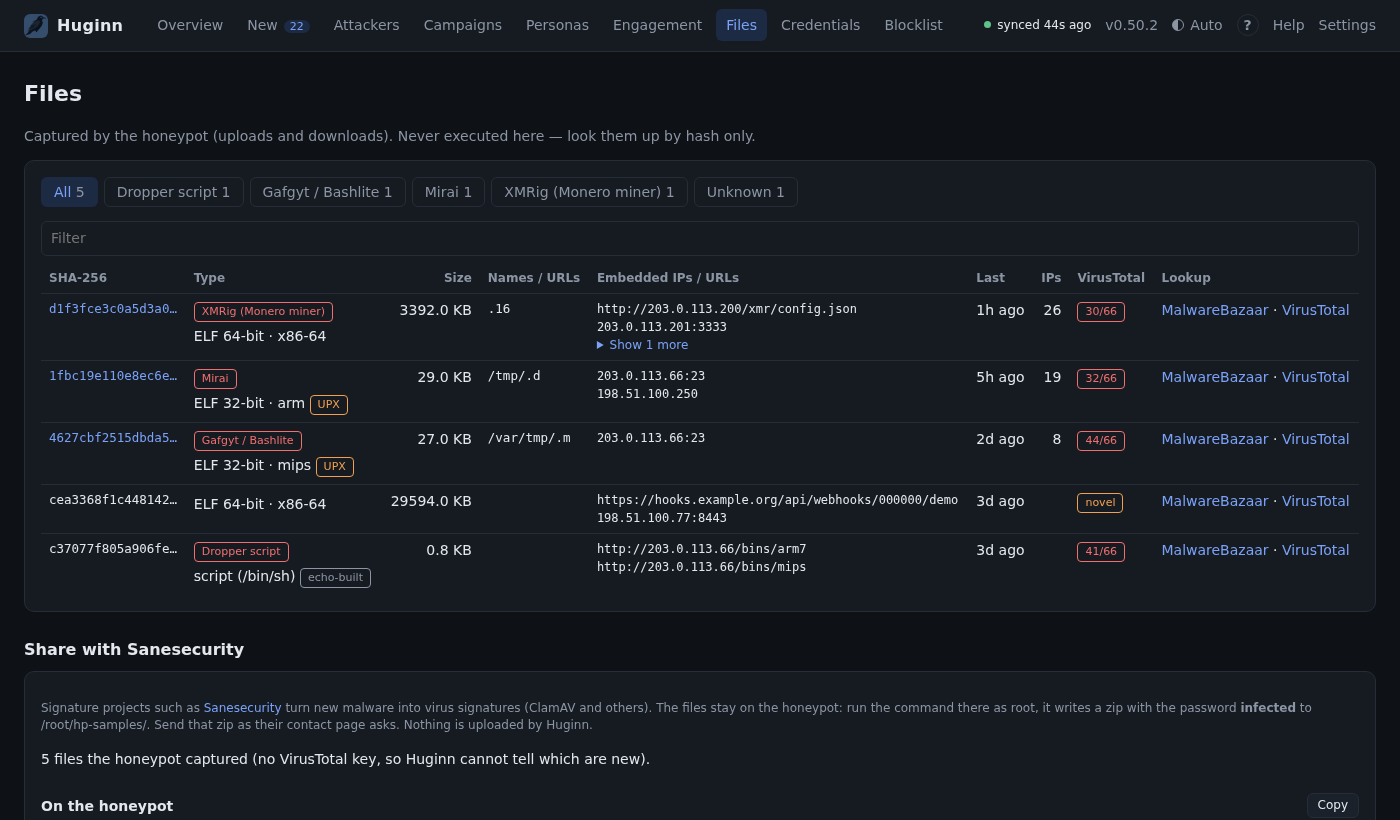 Huginn Overview New 22 Attackers Campaigns Personas Engagement Files Credentials Blocklist synced 44s ago v0.50.2 Auto ? Help Settings
Files
Captured by the honeypot (uploads and downloads). Never executed here — look them up by hash only.
All 5 Dropper script 1 Gafgyt / Bashlite 1 Mirai 1 XMRig (Monero miner) 1 Unknown 1
Filter
SHA-256 Type Size Names / URLs Embedded IPs / URLs Last IPs VirusTotal Lookup
d1f3fce3c0a5d3a0… XMRig (Monero miner) 3392.0 KB .16 http://203.0.113.200/xmr/config.json 1h ago 26 30/66 MalwareBazaar · VirusTotal
ELF 64-bit · x86-64 203.0.113.201:3333
Show 1 more
1fbc19e110e8ec6e… Mirai 29.0 KB /tmp/.d 203.0.113.66:23 5h ago 19 32/66 MalwareBazaar · VirusTotal
ELF 32-bit · arm UPX 198.51.100.250
4627cbf2515dbda5… Gafgyt / Bashlite 27.0 KB /var/tmp/.m 203.0.113.66:23 2d ago 8 44/66 MalwareBazaar · VirusTotal
ELF 32-bit · mips UPX
cea3368f1c448142… ELF 64-bit · x86-64 29594.0 KB https://hooks.example.org/api/webhooks/000000/demo 3d ago novel MalwareBazaar · VirusTotal
198.51.100.77:8443
c37077f805a906fe… Dropper script 0.8 KB http://203.0.113.66/bins/arm7 3d ago 41/66 MalwareBazaar · VirusTotal
script (/bin/sh) echo-built http://203.0.113.66/bins/mips
Share with Sanesecurity
Signature projects such as Sanesecurity turn new malware into virus signatures (ClamAV and others). The files stay on the honeypot: run the command there as root, it writes a zip with the password infected to
/root/hp-samples/. Send that zip as their contact page asks. Nothing is uploaded by Huginn.
5 files the honeypot captured (no VirusTotal key, so Huginn cannot tell which are new).
On the honeypot Copy